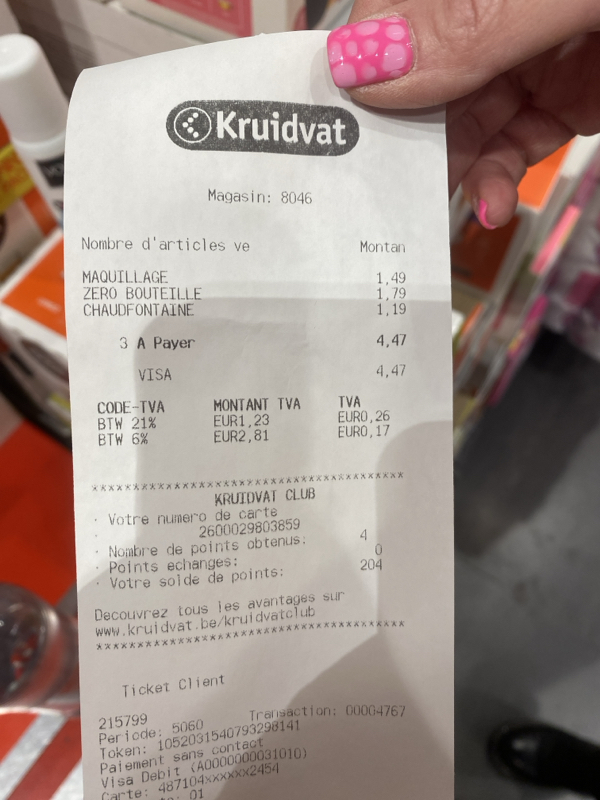 Kruidvat
Magasin: 8046
Nombre d'articles ve Montan
MAQUILLAGE 1,49
ZERO BOUTEILLE 1,79
CHAUDFONTAINE 1,19
3 A Payer 4,47
VISA 4,47
CODE-TVA MONTANT TVA TVA
BTW 21% EUR1,23 EUR0,26
BTW 6% EUR2,81 EUR0,17
****************************************
KRUIDVAT CLUB
· Votre numero de carte
· 2600029803859
· Nombre de points obtenus: 4
· Points echanges: 0
· Votre solde de points: 204
Decouvrez tous les avantages sur
www.kruidvat.be/kruidvatclub
****************************************
Ticket Client
215799 Transaction: 00004767
Periode: 5060
Token: 1052031540793298141
Paiement sans contact
Visa Debit (A0000000031010)
Carte: 487104xxxxxx2454
01